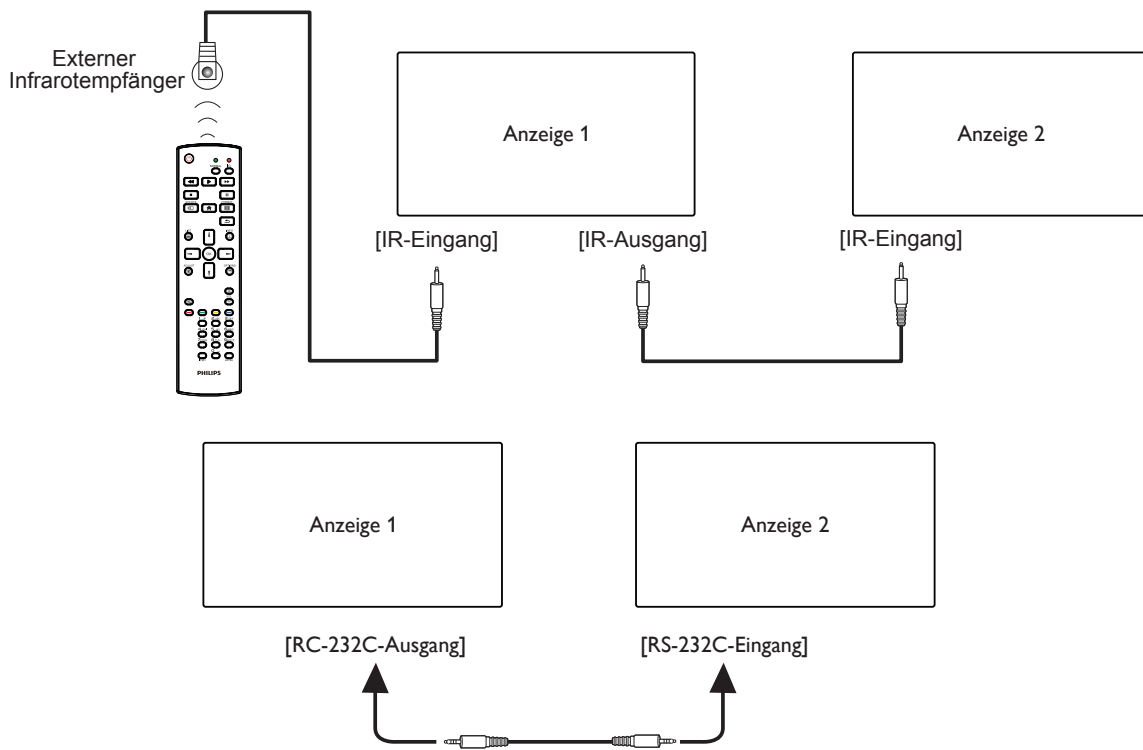 Externer
Infrarotempfänger
Anzeige 1
Anzeige 2
[IR-Eingang]
[IR-Ausgang]
[IR-Eingang]
PHILIPS
Anzeige 1
Anzeige 2
[RC-232C-Ausgang]
[RS-232C-Eingang]